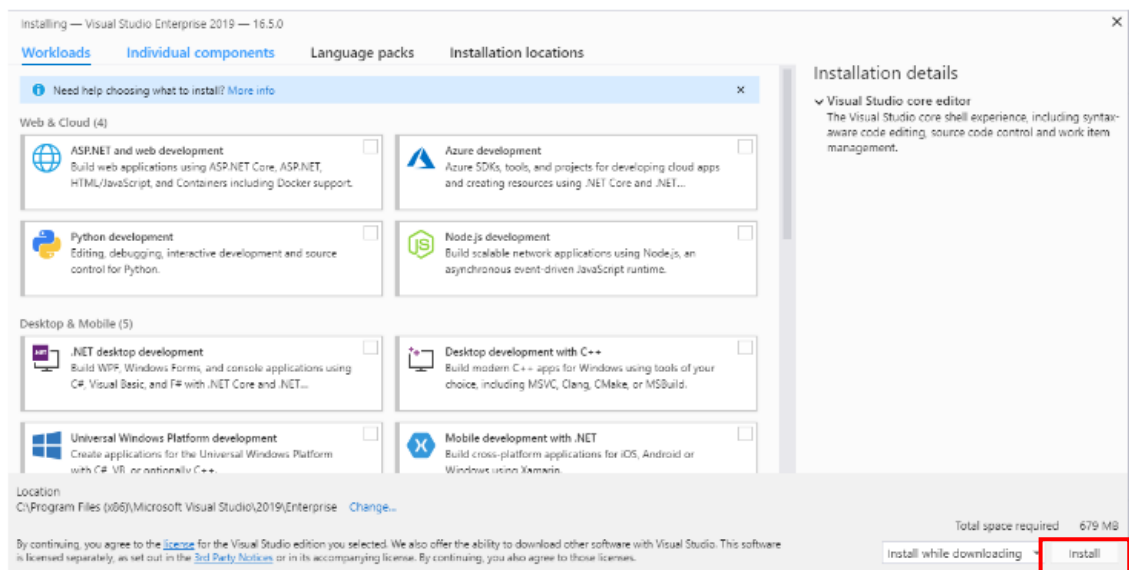 Installing — Visual Studio Enterprise 2019 — 16.5.0
Workloads Individual components Language packs Installation locations
Need help choosing what to install? More info
Web & Cloud (4)
ASP.NET and web development
Build web applications using ASP.NET Core, ASP.NET,
HTML/JavaScript, and Containers including Docker support.
Azure development
Azure SDKs, tools, and projects for developing cloud apps
and creating resources using .NET Core and .NET...
Python development
Editing, debugging, interactive development and source
control for Python.
Node.js development
Build scalable network applications using Node.js, an
asynchronous event-driven JavaScript runtime.
Desktop & Mobile (5)
.NET desktop development
Build WPF, Windows Forms, and console applications using
C#, Visual Basic, and F# with .NET Core and .NET...
Desktop development with C++
Build modern C++ apps for Windows using tools of your
choice, including MSVC, Clang, CMake, or MSBuild.
Universal Windows Platform development
Create applications for the Universal Windows Platform
with C#, VB, or optionally C++.
Mobile development with .NET
Build cross-platform applications for iOS, Android or
Windows using Xamarin.
Installation details
Visual Studio core editor
The Visual Studio core shell experience, including syntax-
aware code editing, source code control and work item
management.
Location
C:\Program Files (x86)\Microsoft Visual Studio\2019\Enterprise Change...
Total space required 679 MB
By continuing, you agree to the license for the Visual Studio edition you selected. We also offer the ability to download other software with Visual Studio. This software
is licensed separately, as set out in the 3rd Party Notices or in its accompanying license. By continuing, you also agree to those licenses.
Install while downloading Install